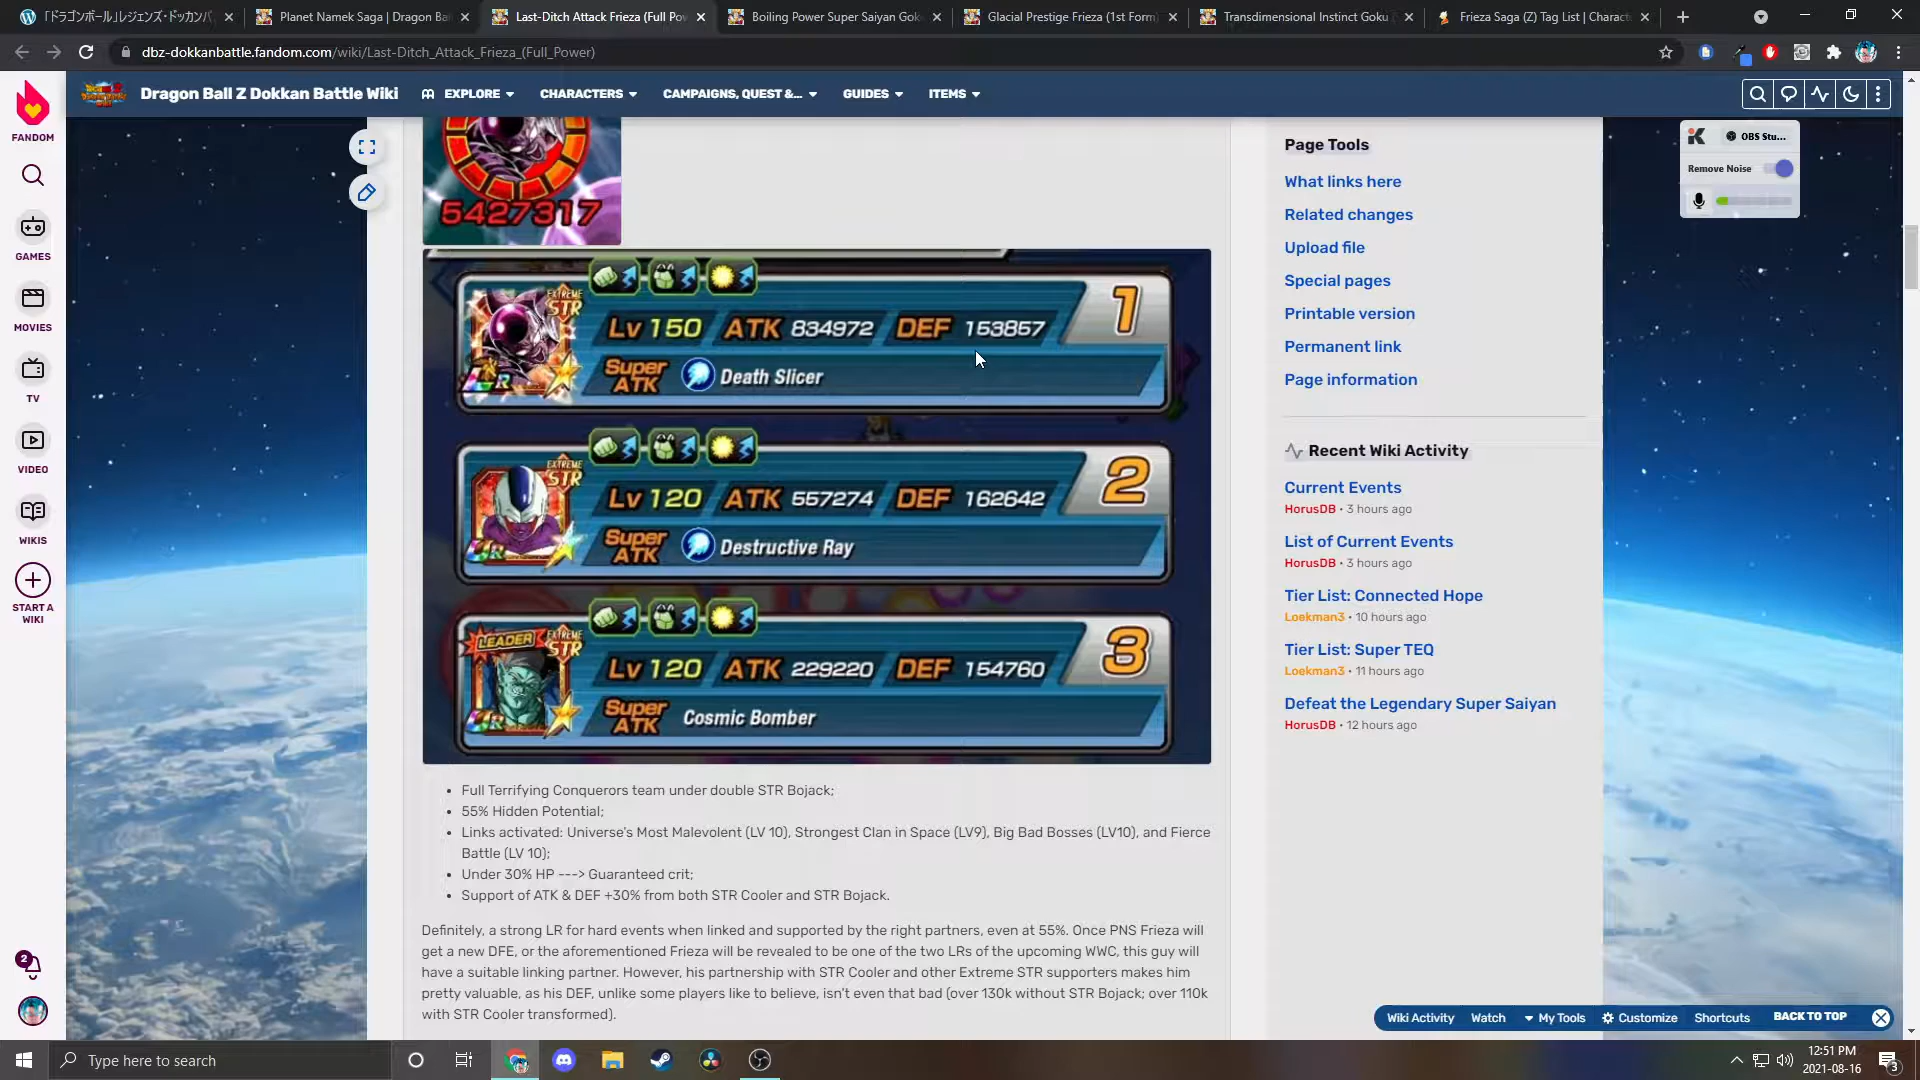 「ドラゴンボール」レジェンズ・ドッカンバ
Planet Namek Saga | Dragon Ba
Last-Ditch Attack Frieza (Full Po
Boiling Power Super Saiyan Gok
Glacial Prestige Frieza (1st Form)
Transdimensional Instinct Goku
Frieza Saga (Z) Tag List | Charact
dbz-dokkanbattle.fandom.com/wiki/Last-Ditch_Attack_Frieza_(Full_Power)
Dragon Ball Z Dokkan Battle Wiki
EXPLORE
CHARACTERS
CAMPAIGNS, QUEST &...
GUIDES
ITEMS
FANDOM
GAMES
MOVIES
TV
VIDEO
WIKIS
START A
WIKI
2
OBS Stu...
Remove Noise
5427317
EXTREME
STR
LR
Lv 150 ATK 834972 DEF 153857
1
Super
ATK
Death Slicer
EXTREME
STR
LR
Lv 120 ATK 557274 DEF 162642
2
Super
ATK
Destructive Ray
LEADER
EXTREME
STR
LR
Lv 120 ATK 229220 DEF 154760
3
Super
ATK
Cosmic Bomber
• Full Terrifying Conquerors team under double STR Bojack;
• 55% Hidden Potential;
• Links activated: Universe's Most Malevolent (LV 10), Strongest Clan in Space (LV9), Big Bad Bosses (LV10), and Fierce
Battle (LV 10);
• Under 30% HP ---> Guaranteed crit;
• Support of ATK & DEF +30% from both STR Cooler and STR Bojack.
Definitely, a strong LR for hard events when linked and supported by the right partners, even at 55%. Once PNS Frieza will
get a new DFE, or the aforementioned Frieza will be revealed to be one of the two LRs of the upcoming WWC, this guy will
have a suitable linking partner. However, his partnership with STR Cooler and other Extreme STR supporters makes him
pretty valuable, as his DEF, unlike some players like to believe, isn't even that bad (over 130k without STR Bojack; over 110k
with STR Cooler transformed).
Page Tools
What links here
Related changes
Upload file
Special pages
Printable version
Permanent link
Page information
Recent Wiki Activity
Current Events
HorusDB • 3 hours ago
List of Current Events
HorusDB • 3 hours ago
Tier List: Connected Hope
Loekman3 • 10 hours ago
Tier List: Super TEQ
Loekman3 • 11 hours ago
Defeat the Legendary Super Saiyan
HorusDB • 12 hours ago
Wiki Activity
Watch
My Tools
Customize
Shortcuts
BACK TO TOP
Type here to search
12:51 PM
2021-08-16
3